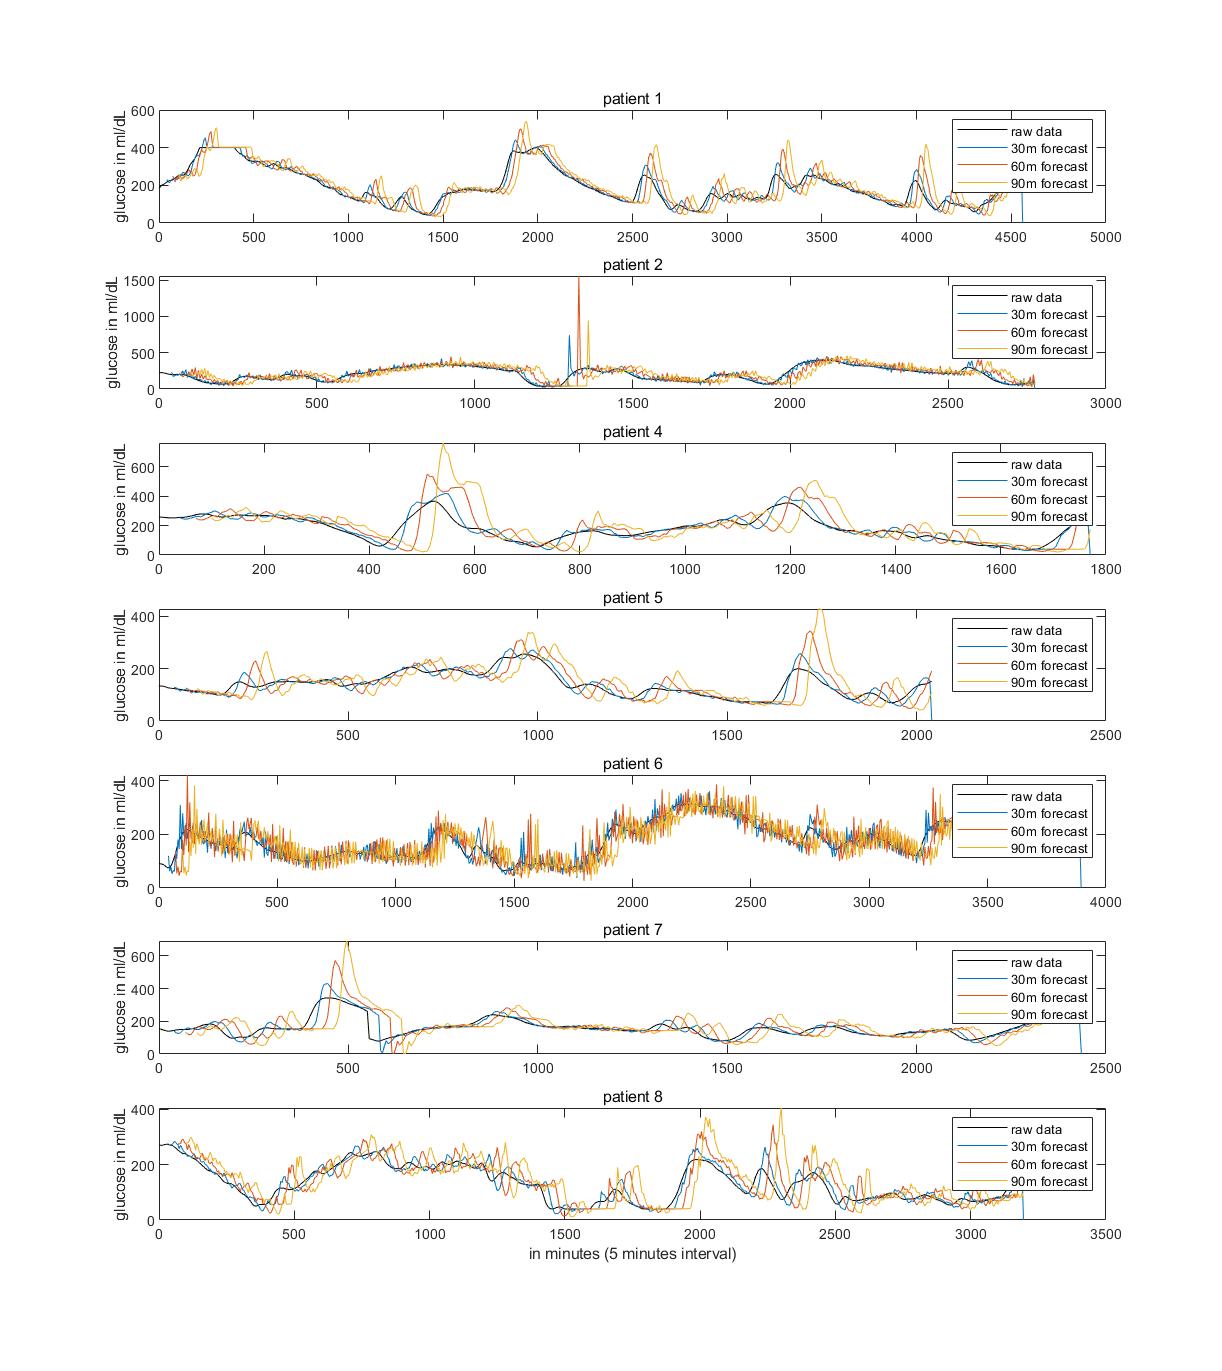 patient 1
glucose in ml/dL
600
400
200
0
0 500 1000 1500 2000 2500 3000 3500 4000 4500 5000
raw data
30m forecast
60m forecast
90m forecast
patient 2
glucose in ml/dL
1500
1000
500
0
0 500 1000 1500 2000 2500 3000
raw data
30m forecast
60m forecast
90m forecast
patient 4
glucose in ml/dL
600
400
200
0
0 200 400 600 800 1000 1200 1400 1600 1800
raw data
30m forecast
60m forecast
90m forecast
patient 5
glucose in ml/dL
400
200
0
0 500 1000 1500 2000 2500
raw data
30m forecast
60m forecast
90m forecast
patient 6
glucose in ml/dL
400
200
0
0 500 1000 1500 2000 2500 3000 3500 4000
raw data
30m forecast
60m forecast
90m forecast
patient 7
glucose in ml/dL
600
400
200
0
0 500 1000 1500 2000 2500
raw data
30m forecast
60m forecast
90m forecast
patient 8
glucose in ml/dL
400
200
0
0 500 1000 1500 2000 2500 3000 3500
raw data
30m forecast
60m forecast
90m forecast
in minutes (5 minutes interval)